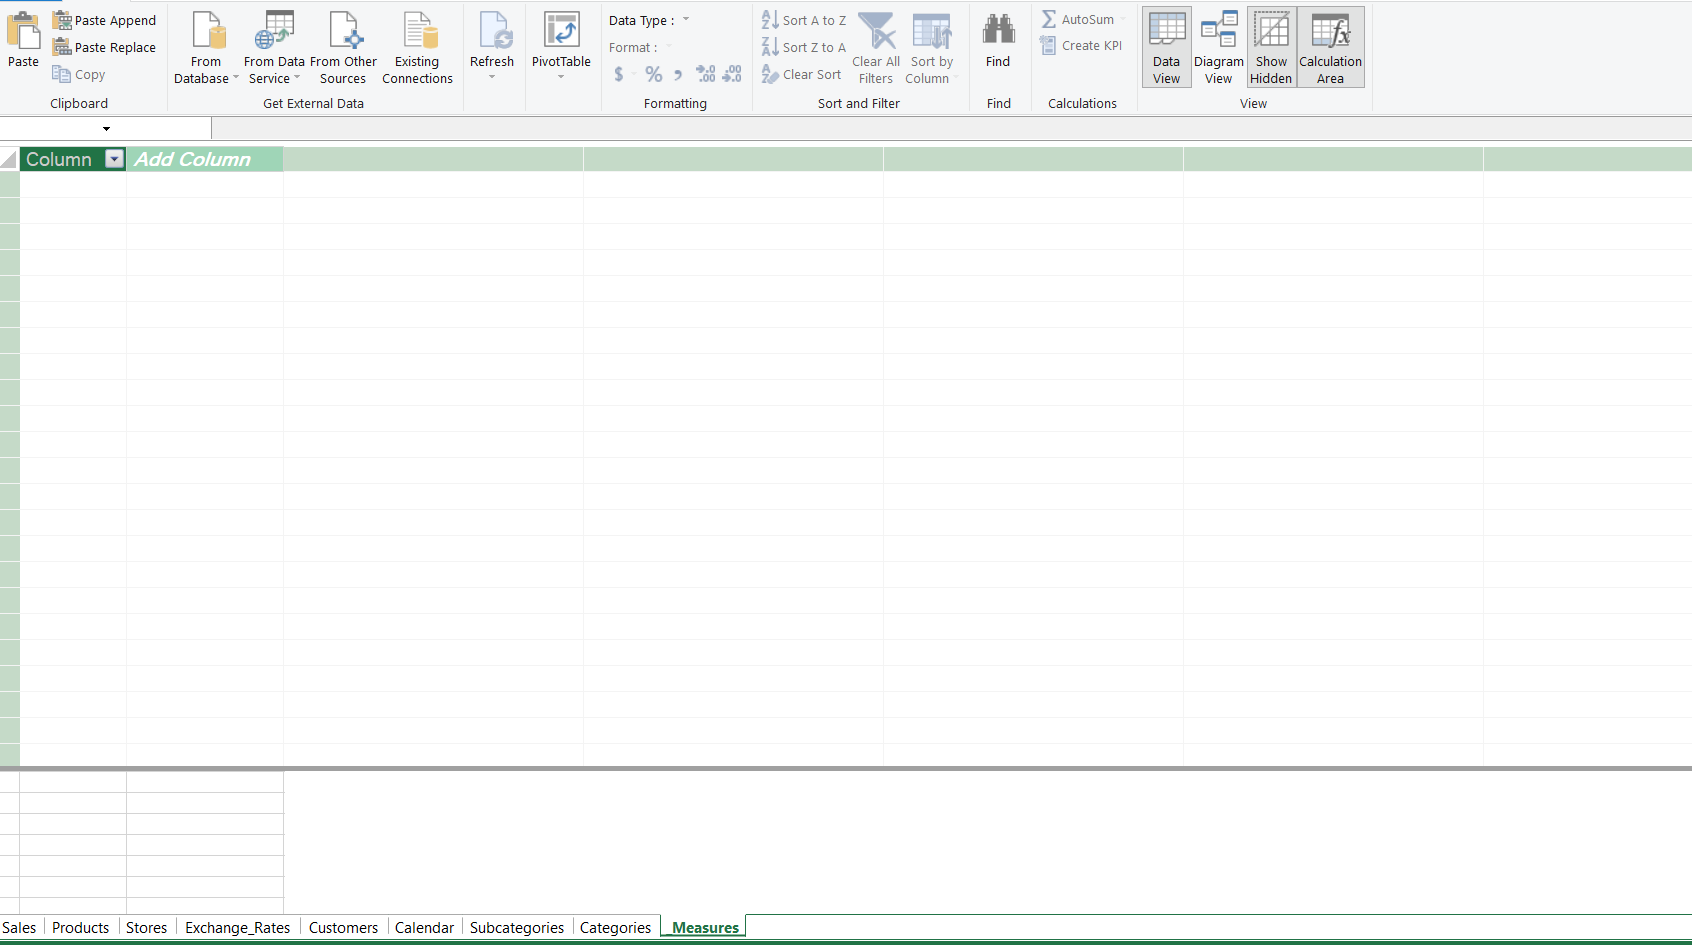 Paste
Paste Append
Paste Replace
Copy
Clipboard
From
Database
From Data
Service
From Other
Sources
Existing
Connections
Get External Data
Refresh
PivotTable
Data Type :
Format :
$ % , .0 .00 .00 .0
Formatting
Sort A to Z
Sort Z to A
Clear Sort
Clear All
Filters
Sort by
Column
Sort and Filter
Find
Find
AutoSum
Create KPI
Calculations
Data
View
Diagram
View
Show
Hidden
Calculation
Area
View
Column Add Column
Sales Products Stores Exchange_Rates Customers Calendar Subcategories Categories _Measures